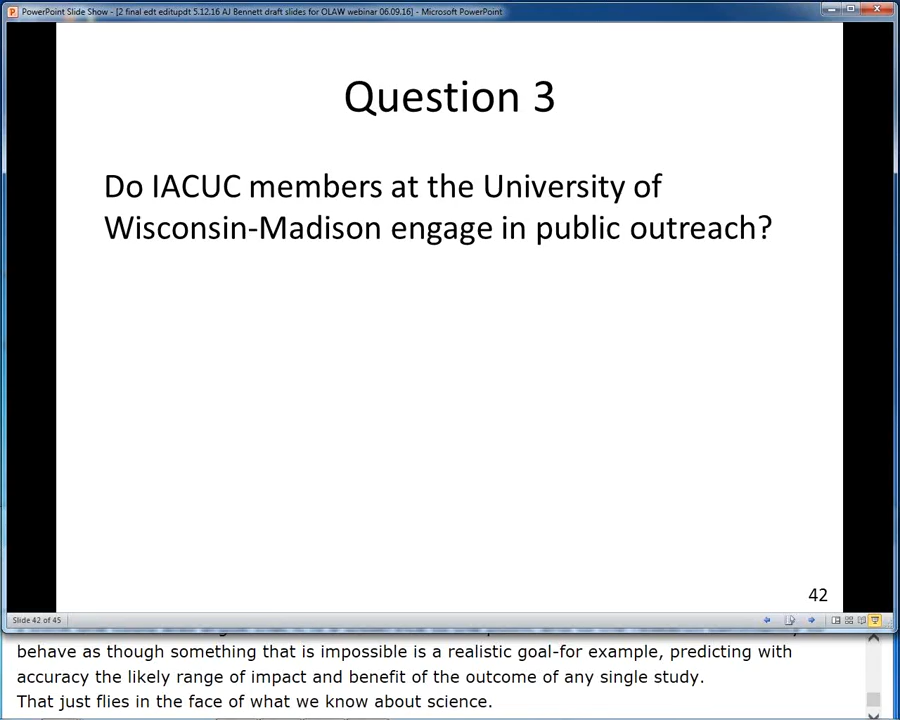 PowerPoint Slide Show - [2 final edt editupdt 5.12.16 AJ Bennett draft slides for OLAW webinar 06.09.16] - Microsoft PowerPoint
Question 3
Do IACUC members at the University of
Wisconsin-Madison engage in public outreach?
42
Slide 42 of 45
behave as though something that is impossible is a realistic goal-for example, predicting with
accuracy the likely range of impact and benefit of the outcome of any single study.
That just flies in the face of what we know about science.